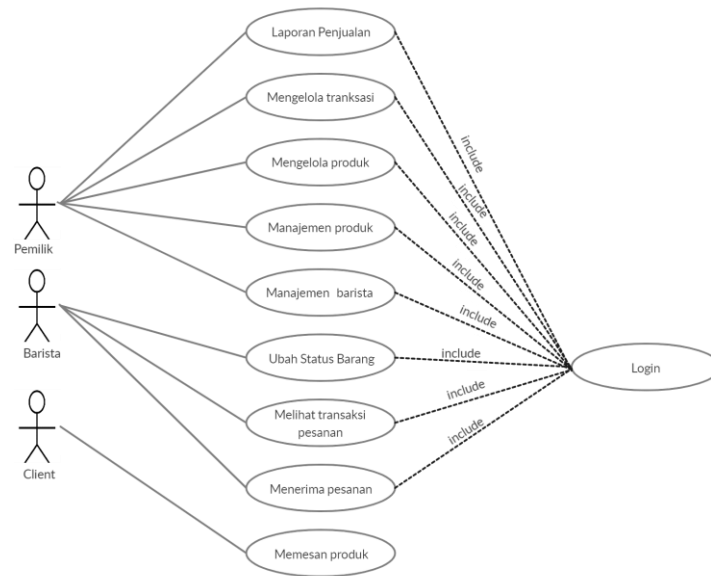 Laporan Penjualan
Mengelola tranksasi
Mengelola produk
Manajemen produk
Manajemen barista
Ubah Status Barang
Melihat transaksi
pesanan
Menerima pesanan
Memesan produk
Pemilik
Barista
Client
include
include
include
include
include
include
include
include
Login